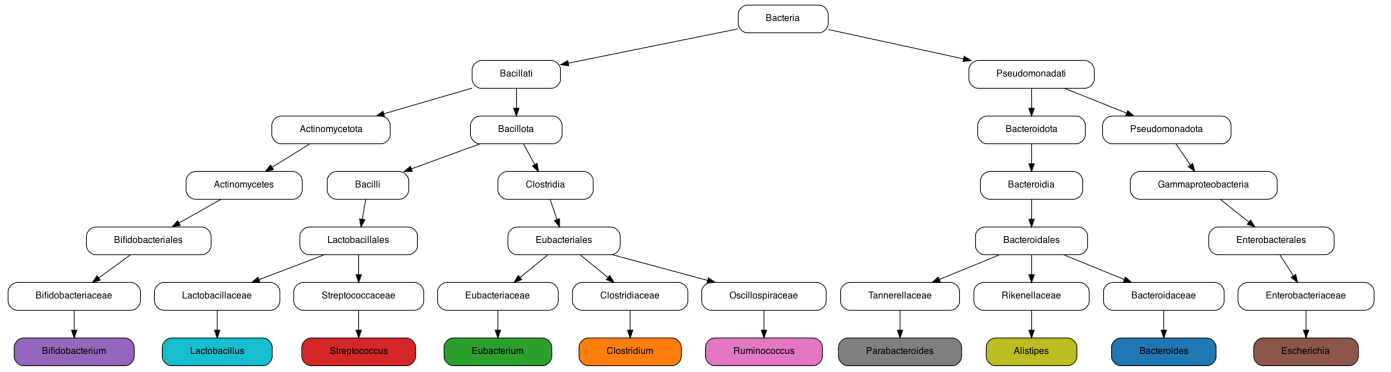 Bacteria
Bacillati
Pseudomonadati
Actinomycetota
Bacillota
Bacteroidota
Pseudomonadota
Actinomycetes
Bacilli
Clostridia
Bacteroidia
Gammaproteobacteria
Bifidobacteriales
Lactobacillales
Eubacteriales
Bacteroidales
Enterobacterales
Bifidobacteriaceae
Lactobacillaceae
Streptococcaceae
Eubacteriaceae
Clostridiaceae
Oscillospiraceae
Tannerellaceae
Rikenellaceae
Bacteroidaceae
Enterobacteriaceae
Bifidobacterium
Lactobacillus
Streptococcus
Eubacterium
Clostridium
Ruminococcus
Parabacteroides
Alistipes
Bacteroides
Escherichia